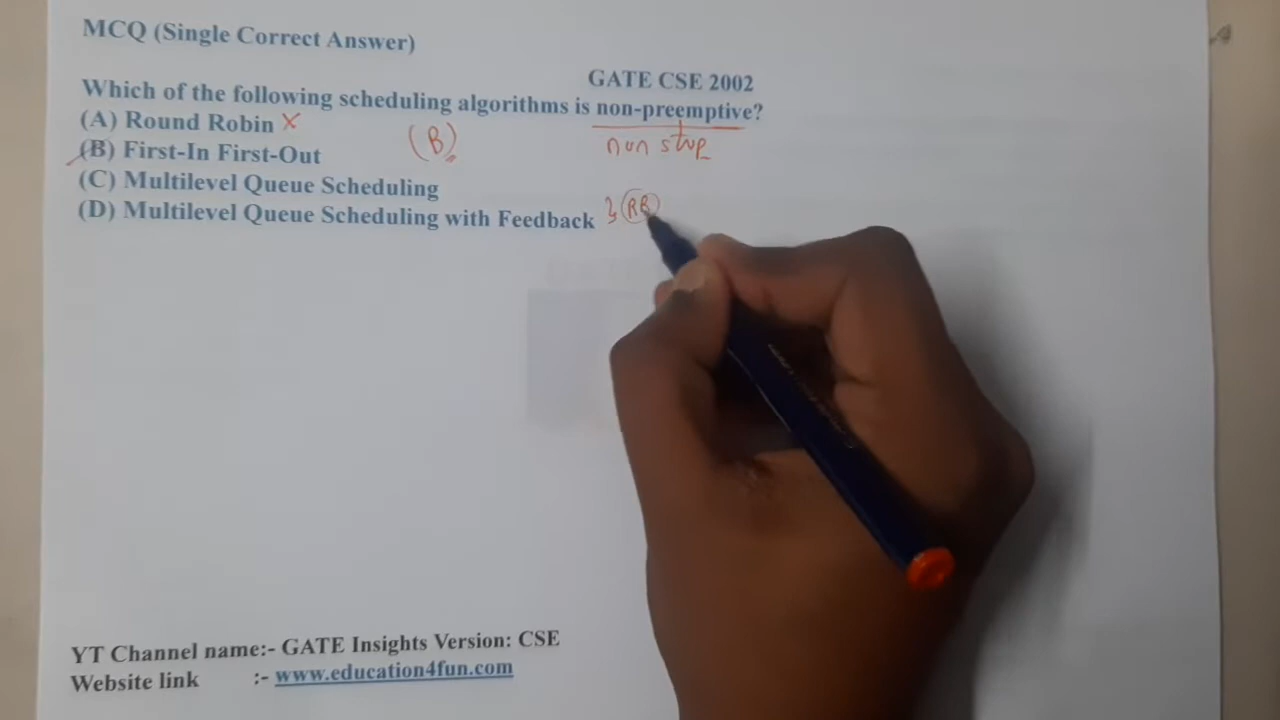 MCQ (Single Correct Answer)
GATE CSE 2002
Which of the following scheduling algorithms is non-preemptive?
(A) Round Robin ×
(B)
non stop
(B) First-In First-Out
(C) Multilevel Queue Scheduling
(D) Multilevel Queue Scheduling with Feedback
RR
YT Channel name:- GATE Insights Version: CSE
Website link :- www.education4fun.com